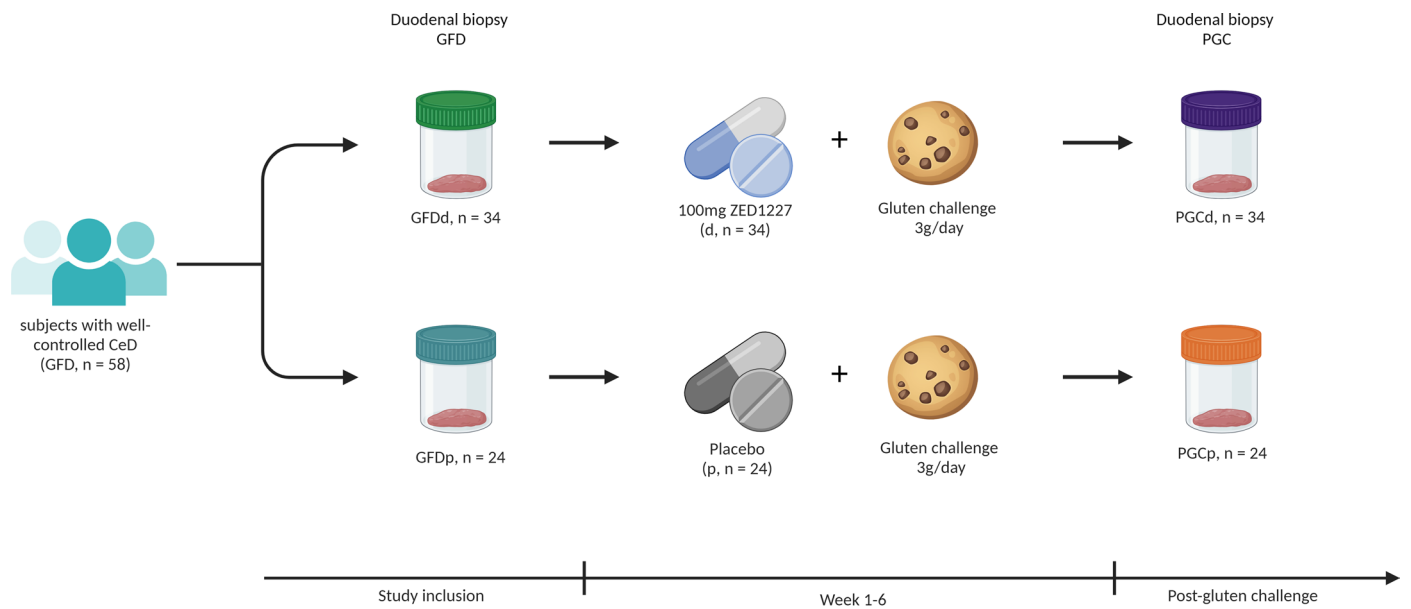 Duodenal biopsy
GFD
Duodenal biopsy
PGC
GFDd, n = 34
100mg ZED1227
(d, n = 34)
+
Gluten challenge
3g/day
PGCd, n = 34
subjects with well-
controlled CeD
(GFD, n = 58)
GFDp, n = 24
Placebo
(p, n = 24)
+
Gluten challenge
3g/day
PGCp, n = 24
Study inclusion
Week 1-6
Post-gluten challenge